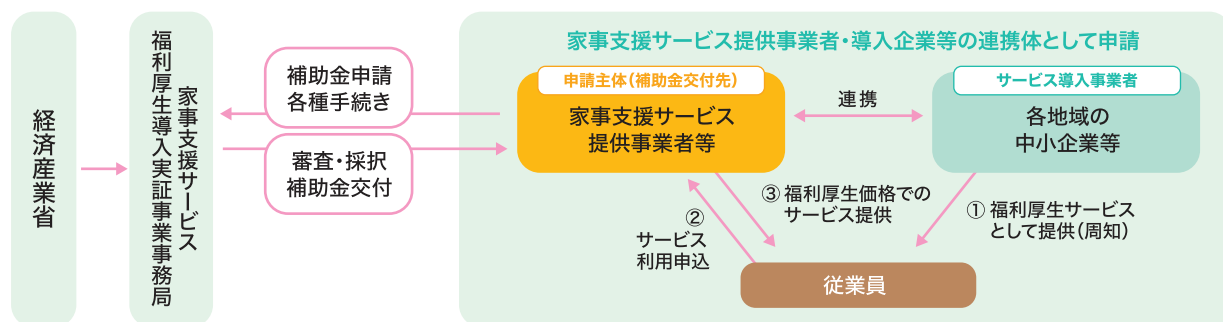 経済産業省
家事支援サービス
福利厚生導入実証事業事務局
補助金申請
各種手続き
審査・採択
補助金交付
家事支援サービス提供事業者・導入企業等の連携体として申請
申請主体（補助金交付先）
家事支援サービス
提供事業者等
連携
サービス導入事業者
各地域の
中小企業等
① 福利厚生サービス
として提供（周知）
②
サービス
利用申込
③ 福利厚生価格での
サービス提供
従業員